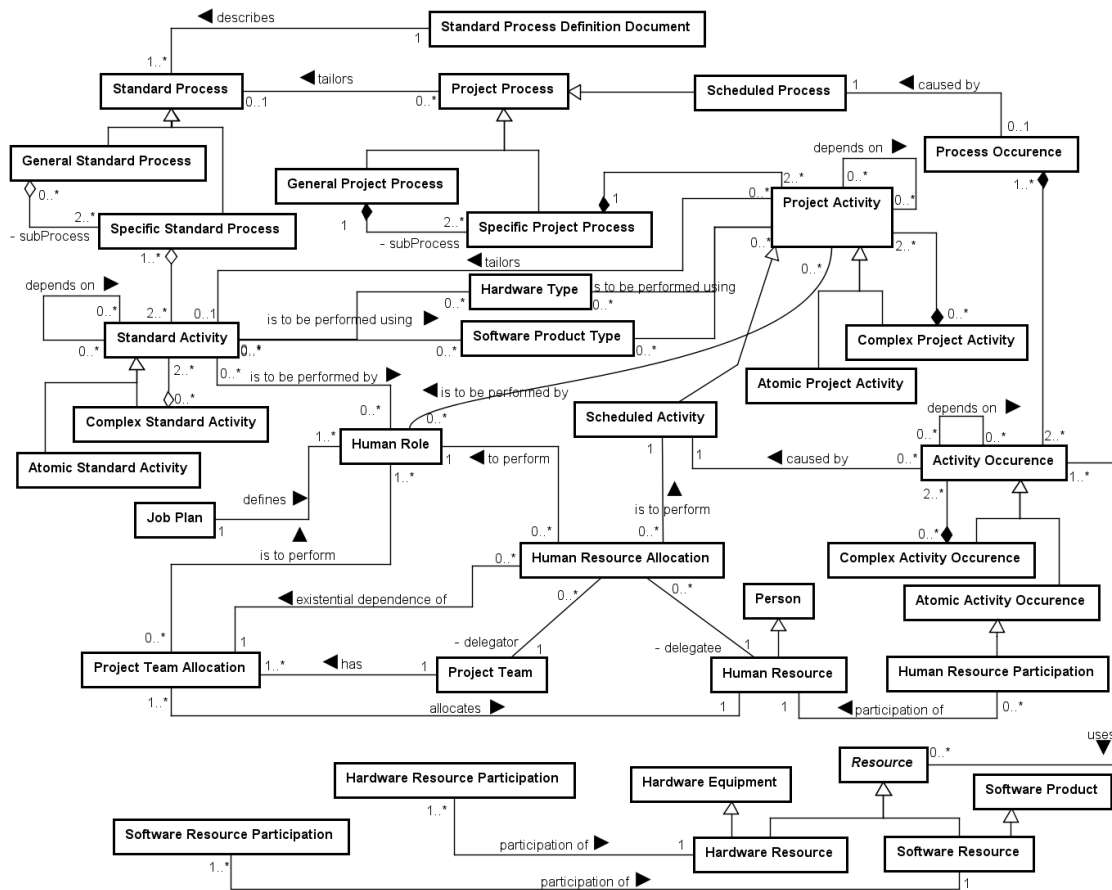 ◀ describes
Standard Process Definition Document
1
1..*
Standard Process
◀ tailors
Project Process
Scheduled Process
1
◀ caused by
0..1
0..*
0..1
depends on ▶
Process Occurence
General Standard Process
0..*
1..*
General Project Process
2..*
0..*
0..*
0..*
1
Project Activity
2..*
1
2..*
Specific Standard Process
Specific Project Process
- subProcess
- subProcess
1..*
0..*
2..*
◀ tailors
0..*
depends on ▶
Hardware Type
is to be performed using
0..*
0..*
0..*
2..*
0..1
is to be performed using ▶
0..*
Standard Activity
Software Product Type
Complex Project Activity
0..*
0..*
0..*
0..*
0..*
2..*
0..*
is to be performed by ▶
Atomic Project Activity
◀ is to be performed by
0..*
0..*
0..*
Scheduled Activity
depends on ▶
Complex Standard Activity
1..*
Human Role
0..*
0..*
2..*
Atomic Standard Activity
1
◀ to perform
1
1
◀ caused by
0..*
Activity Occurence
1..*
1..*
defines ▶
2..*
Job Plan
1
is to perform
is to perform
0..*
0..*
0..*
Human Resource Allocation
Complex Activity Occurence
0..*
0..*
0..*
Person
Atomic Activity Occurence
◀ existential dependence of
0..*
1
- delegator
1
- delegatee
1
Project Team Allocation
1..*
◀ has
1
Project Team
Human Resource
Human Resource Participation
1..*
allocates ▶
1
1
◀ participation of
0..*
uses
Resource
0..*
Hardware Resource Participation
Hardware Equipment
Software Product
1..*
Software Resource Participation
participation of ▶
1
Hardware Resource
Software Resource
1..*
participation of ▶
1